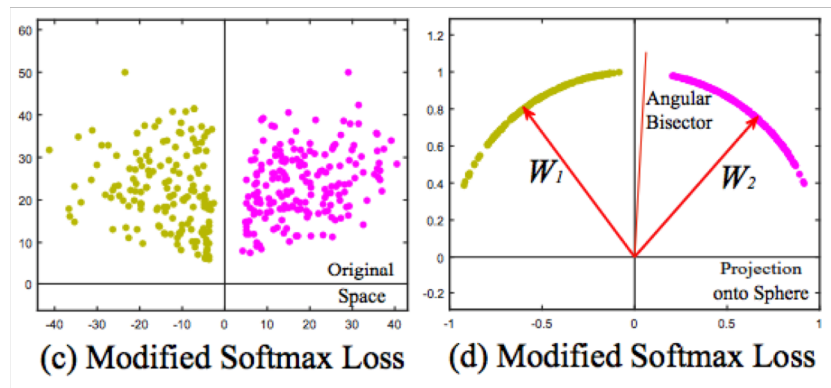 60
50
40
30
20
10
0
-40 -30 -20 -10 0 10 20 30 40
Original
Space
(c) Modified Softmax Loss
1.2
1
0.8
0.6
0.4
0.2
0
-0.2
-1 -0.5 0 0.5 1
Angular
Bisector
W1
W2
Projection
onto Sphere
(d) Modified Softmax Loss